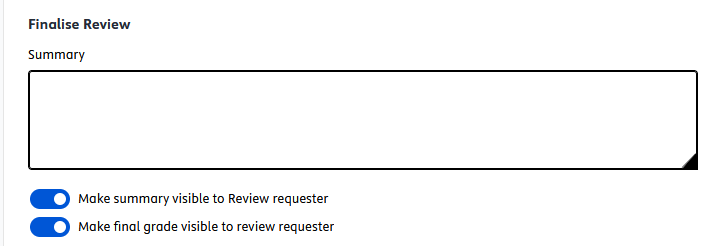 Finalise Review
Summary
Make summary visible to Review requester
Make final grade visible to review requester